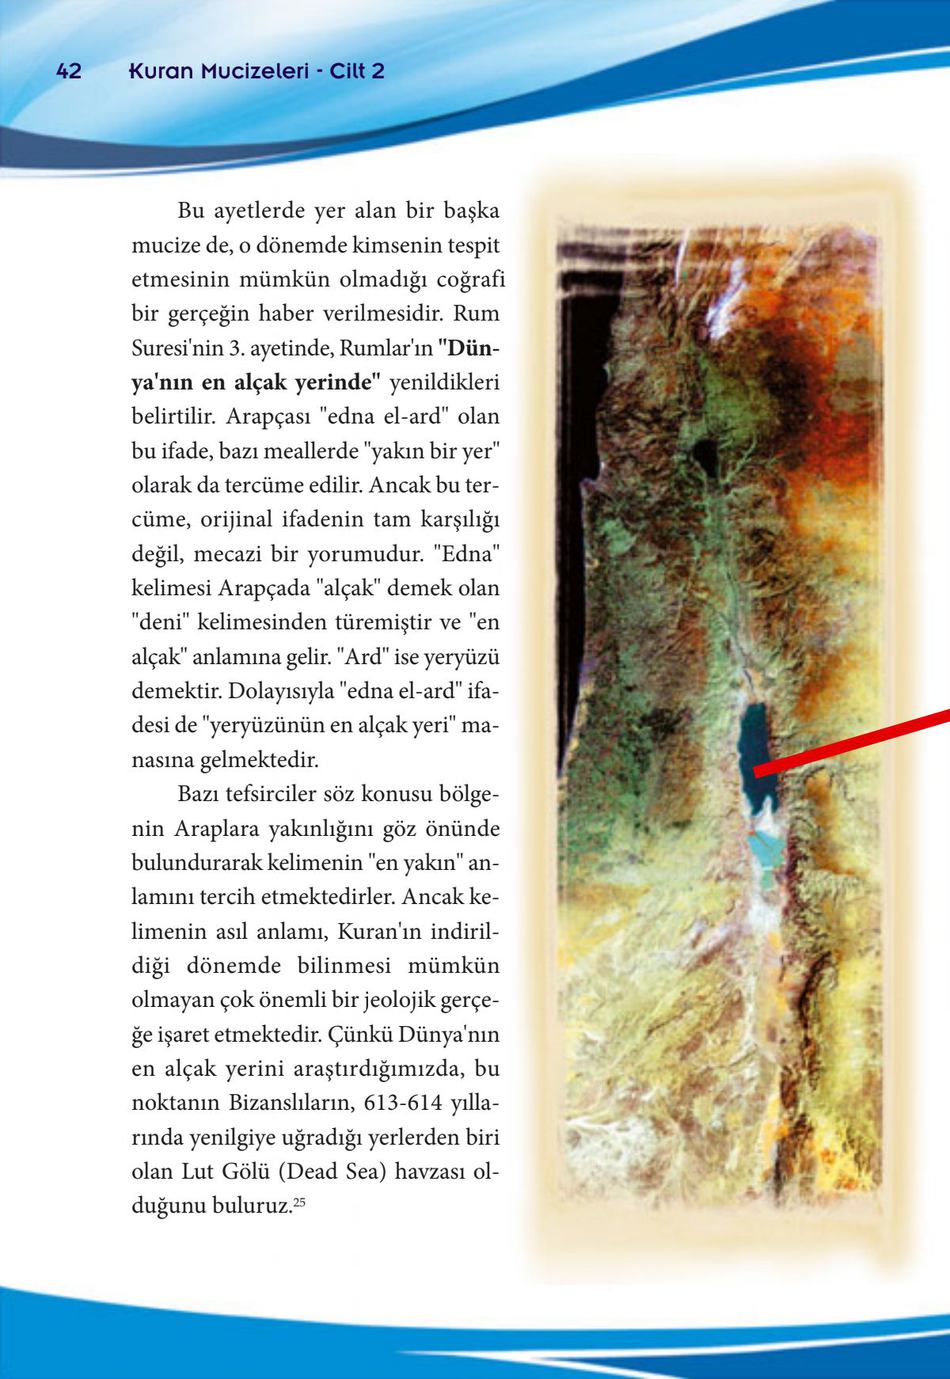 42 Kuran Mucizeleri - Cilt 2
Bu ayetlerde yer alan bir başka
mucize de, o dönemde kimsenin tespit
etmesinin mümkün olmadığı coğrafi
bir gerçeğin haber verilmesidir. Rum
Suresi'nin 3. ayetinde, Rumlar'ın "Dün-
ya'nın en alçak yerinde" yenildikleri
belirtilir. Arapçası "edna el-ard" olan
bu ifade, bazı meallerde "yakın bir yer"
olarak da tercüme edilir. Ancak bu ter-
cüme, orijinal ifadenin tam karşılığı
değil, mecazi bir yorumudur. "Edna"
kelimesi Arapçada "alçak" demek olan
"deni" kelimesinden türemiştir ve "en
alçak" anlamına gelir. "Ard" ise yeryüzü
demektir. Dolayısıyla "edna el-ard" ifa-
desi de "yeryüzünün en alçak yeri" ma-
nasına gelmektedir.
Bazı tefsirciler söz konusu bölge-
nin Araplara yakınlığını göz önünde
bulundurarak kelimenin "en yakın" an-
lamını tercih etmektedirler. Ancak ke-
limenin asıl anlamı, Kuran'ın indiril-
diği dönemde bilinmesi mümkün
olmayan çok önemli bir jeolojik gerçe-
ğe işaret etmektedir. Çünkü Dünya'nın
en alçak yerini araştırdığımızda, bu
noktanın Bizanslıların, 613-614 yılla-
rında yenilgiye uğradığı yerlerden biri
olan Lut Gölü (Dead Sea) havzası ol-
duğunu buluruz.25